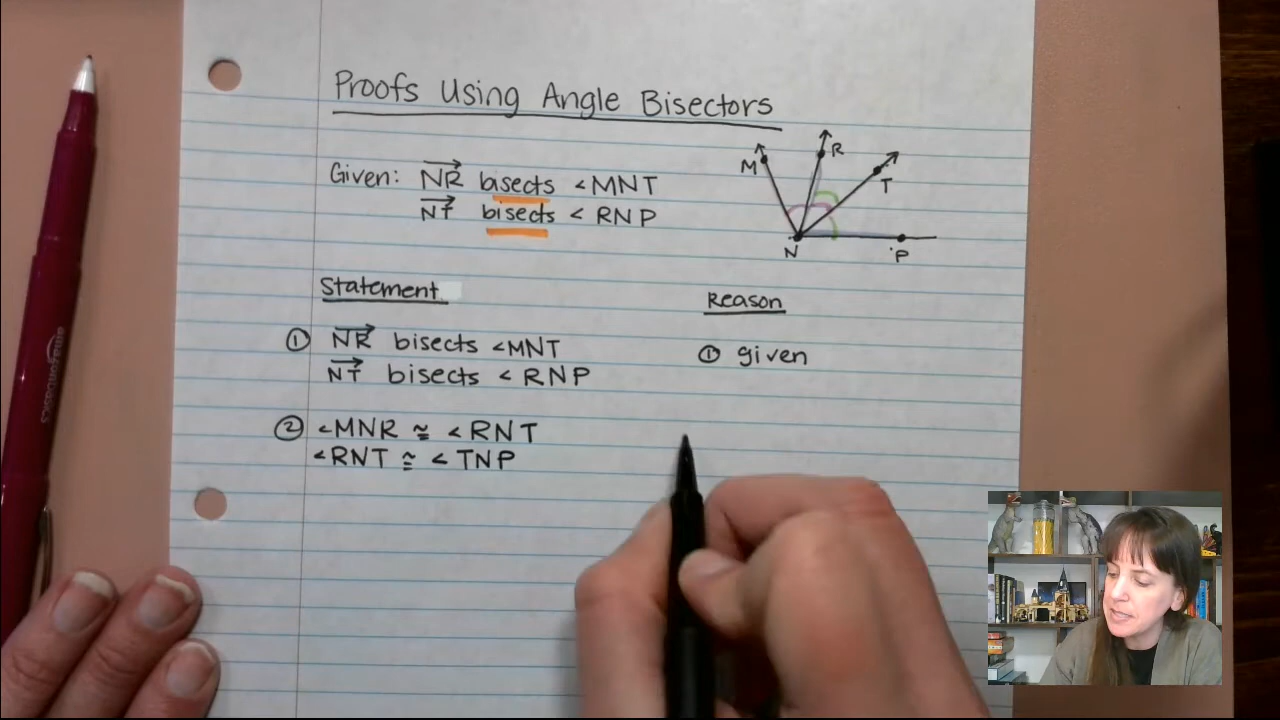 Proofs Using Angle Bisectors
Given: NR bisects <MNT
NT bisects < RNP
M
R
T
N
P
Statement
Reason
① NR bisects <MNT
NT bisects < RNP
① given
② <MNR ≅ <RNT
<RNT ≅ < TNP
amazonbasics